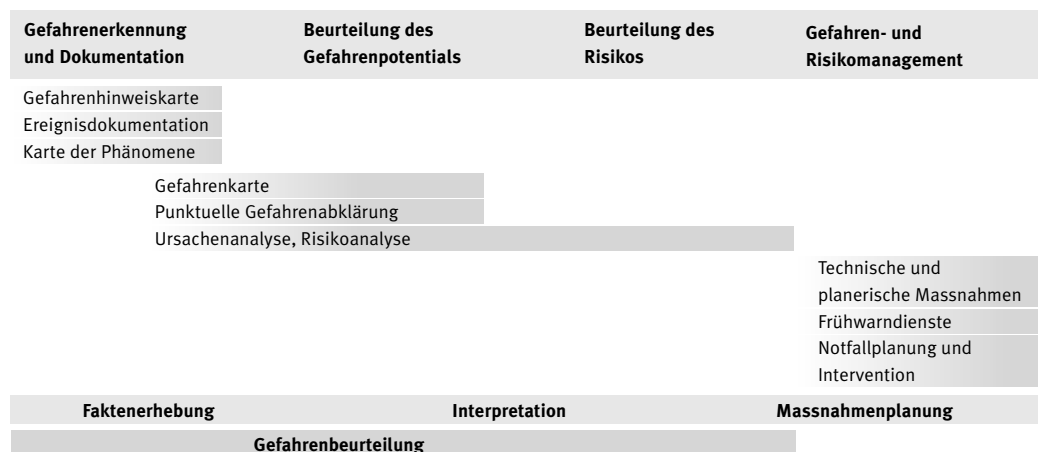 Gefahrenerkennung
und Dokumentation
Beurteilung des
Gefahrenpotentials
Beurteilung des
Risikos
Gefahren- und
Risikomanagement
Gefahrenhinweiskarte
Ereignisdokumentation
Karte der Phänomene
Gefahrenkarte
Punktuelle Gefahrenabklärung
Ursachenanalyse, Risikoanalyse
Technische und
planerische Massnahmen
Frühwarndienste
Notfallplanung und
Intervention
Faktenerhebung
Interpretation
Massnahmenplanung
Gefahrenbeurteilung